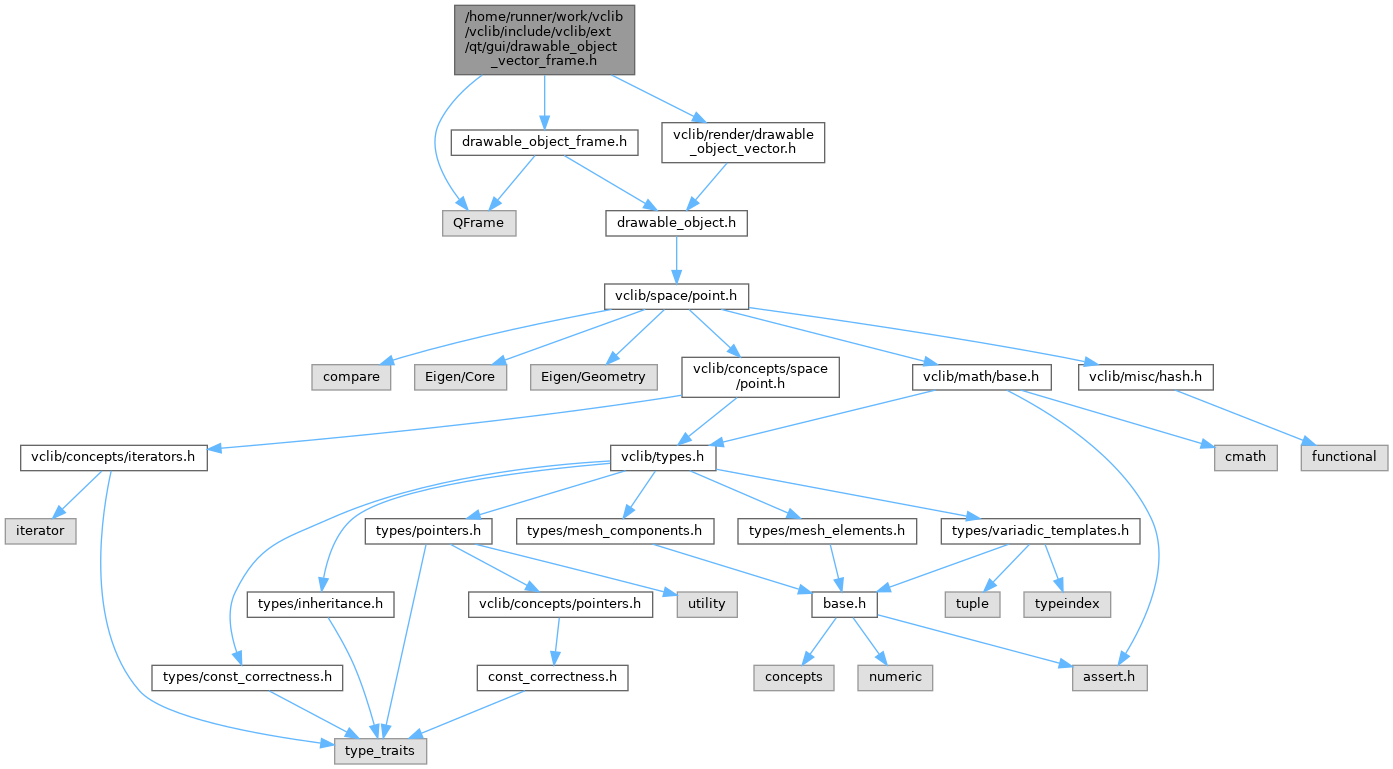 /home/runner/work/vclib
/vclib/include/vclib/ext
/qt/gui/drawable_object
_vector_frame.h
drawable_object_frame.h
vclib/render/drawable
_object_vector.h
QFrame
drawable_object.h
vclib/space/point.h
compare
Eigen/Core
Eigen/Geometry
vclib/concepts/space
/point.h
vclib/math/base.h
vclib/misc/hash.h
vclib/concepts/iterators.h
vclib/types.h
cmath
functional
iterator
types/pointers.h
types/mesh_components.h
types/mesh_elements.h
types/variadic_templates.h
types/inheritance.h
vclib/concepts/pointers.h
utility
base.h
tuple
typeindex
types/const_correctness.h
const_correctness.h
concepts
numeric
assert.h
type_traits